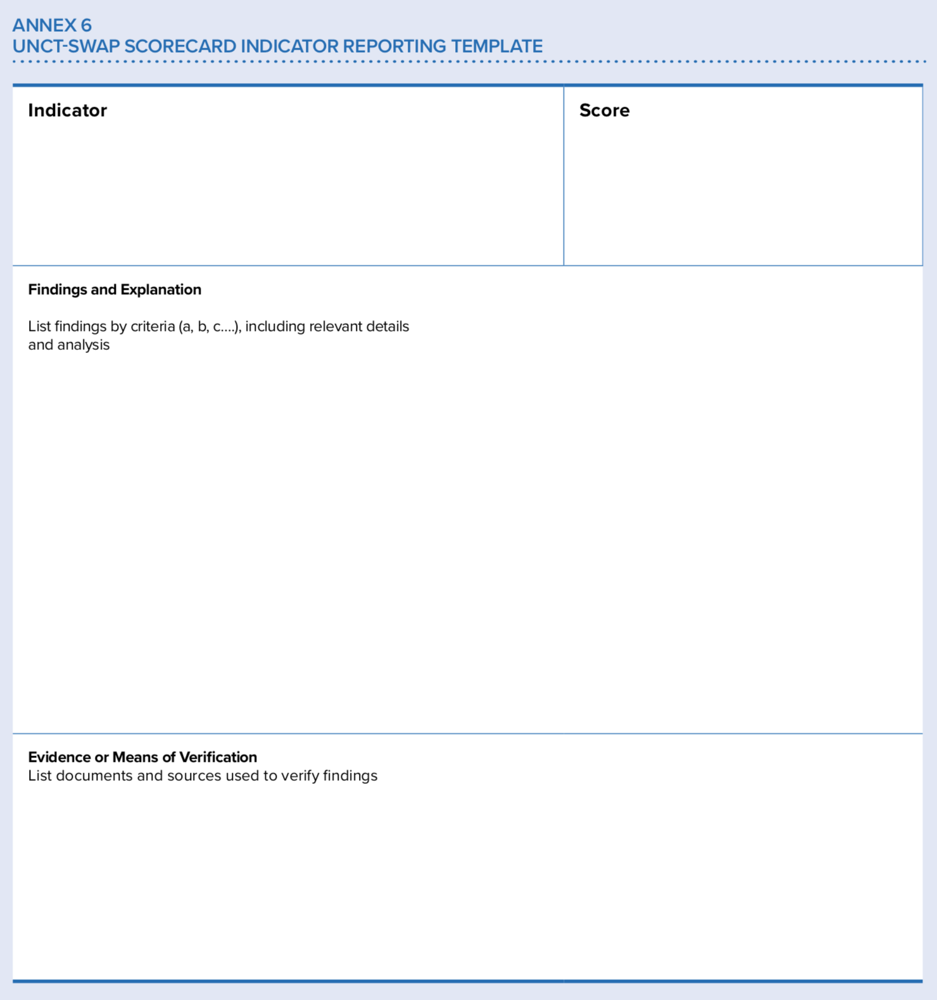 ANNEX 6
UNCT-SWAP SCORECARD INDICATOR REPORTING TEMPLATE
Indicator
Score
Findings and Explanation
List findings by criteria (a, b, c....), including relevant details
and analysis
Evidence or Means of Verification
List documents and sources used to verify findings